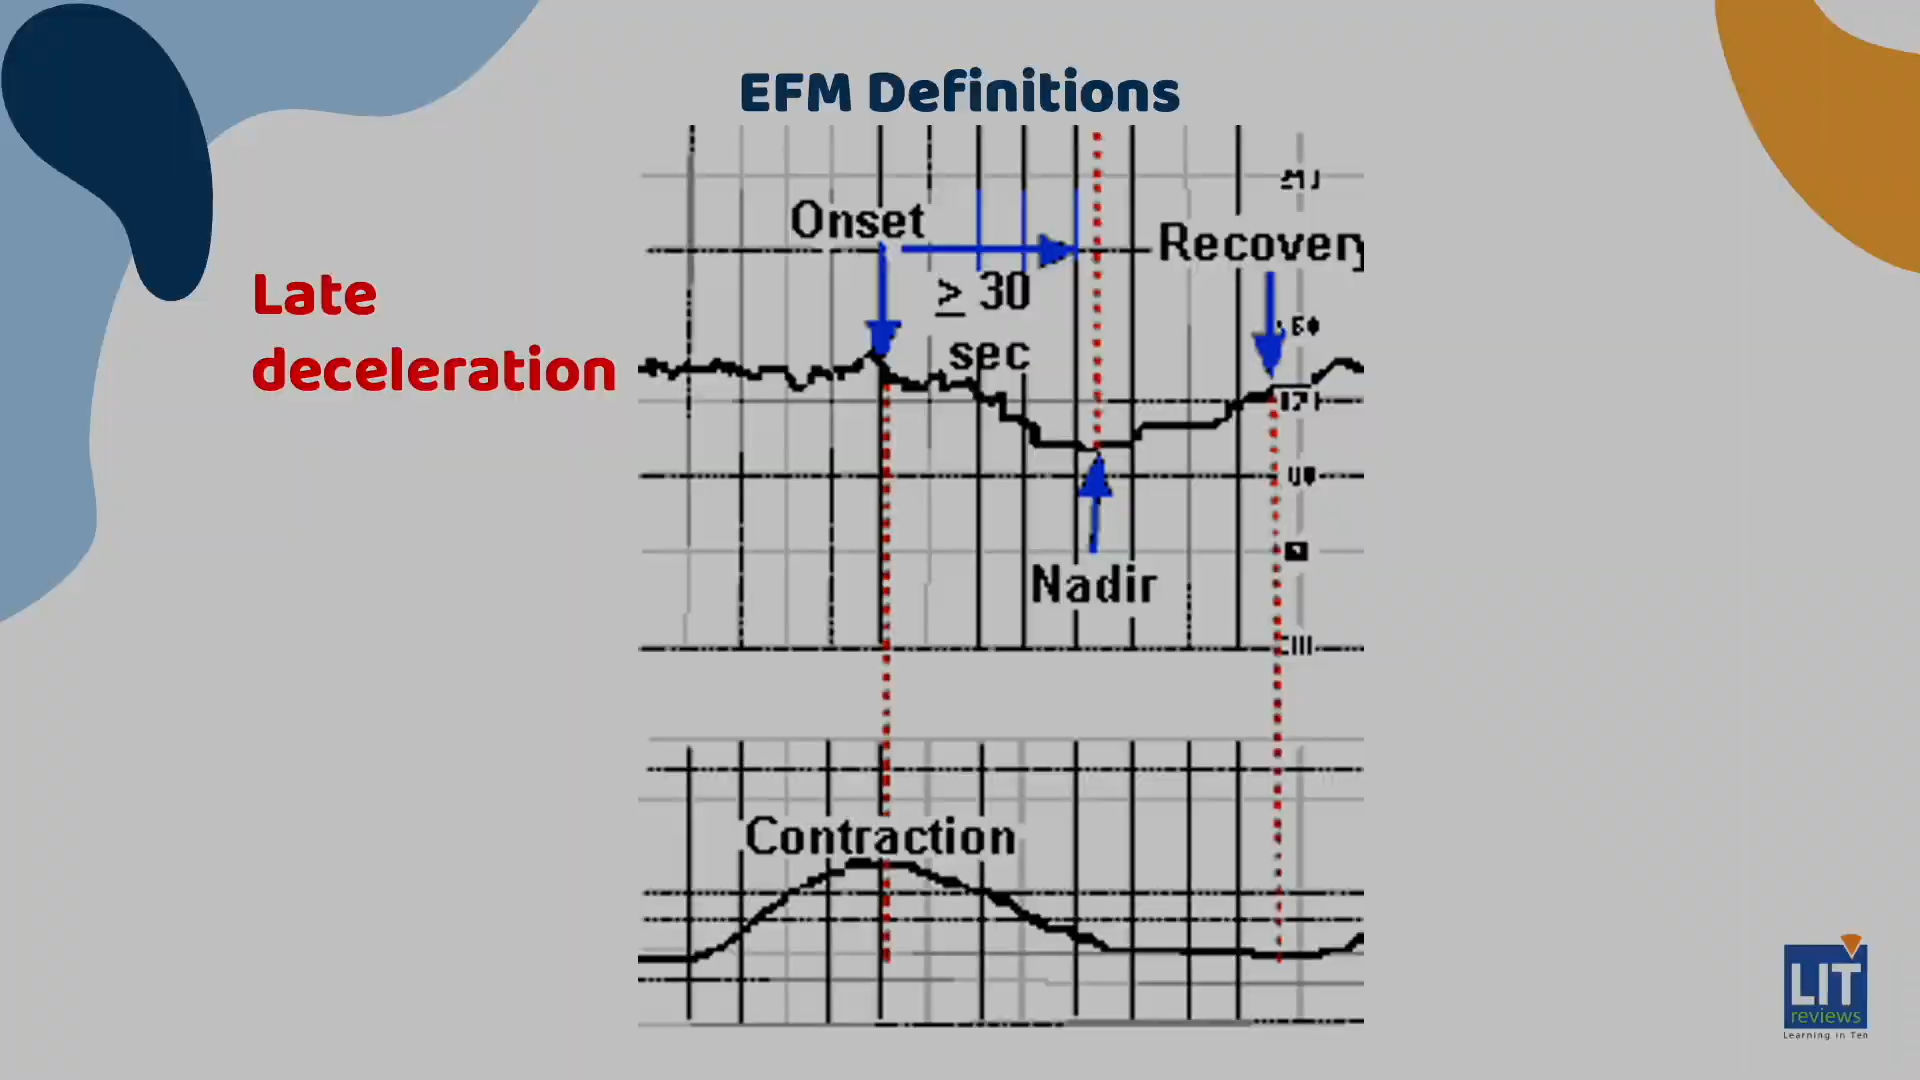 EFM Definitions
Onset
Recovery
≥ 30
sec
Late
deceleration
Nadir
Contraction
LIT
reviews
Learning in Ten